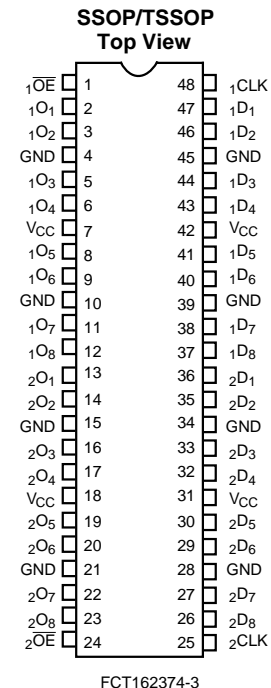 SSOP/TSSOP
Top View
1OE 1 48 1CLK
1O1 2 47 1D1
1O2 3 46 1D2
GND 4 45 GND
1O3 5 44 1D3
1O4 6 43 1D4
VCC 7 42 VCC
1O5 8 41 1D5
1O6 9 40 1D6
GND 10 39 GND
1O7 11 38 1D7
1O8 12 37 1D8
2O1 13 36 2D1
2O2 14 35 2D2
GND 15 34 GND
2O3 16 33 2D3
2O4 17 32 2D4
VCC 18 31 VCC
2O5 19 30 2D5
2O6 20 29 2D6
GND 21 28 GND
2O7 22 27 2D7
2O8 23 26 2D8
2OE 24 25 2CLK
FCT162374-3